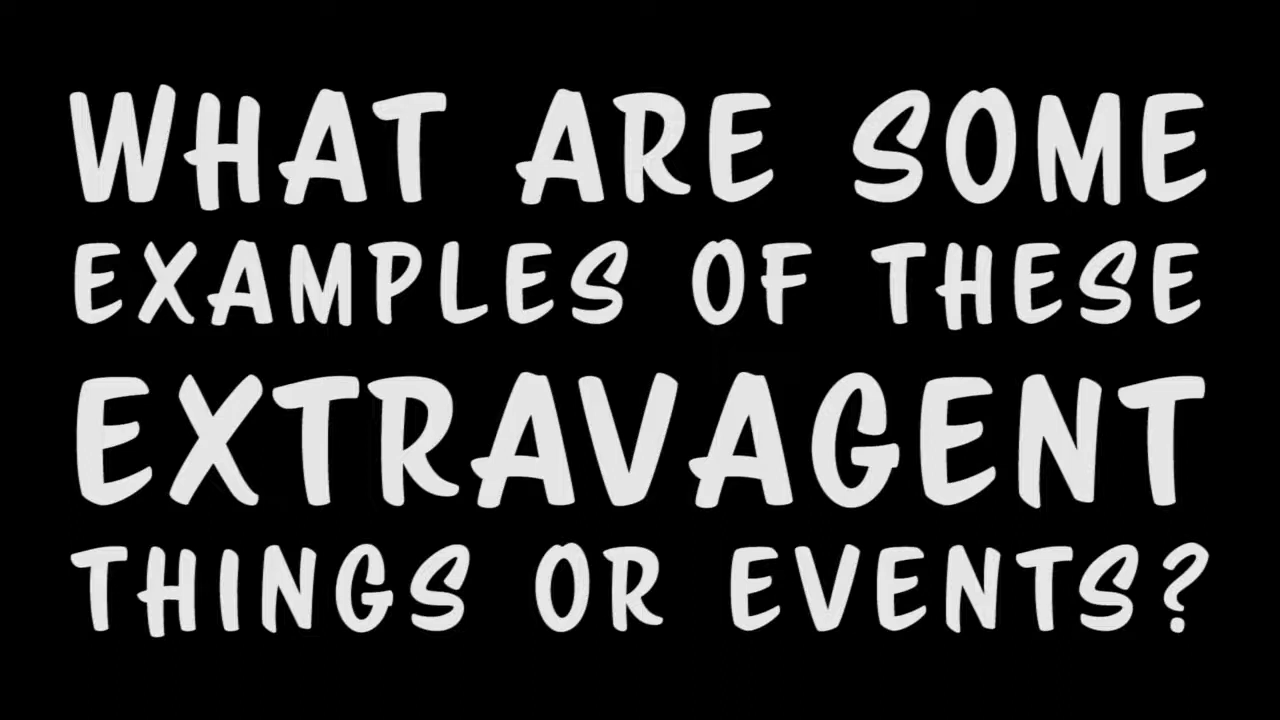 WHAT ARE SOME
EXAMPLES OF THESE
EXTRAVAGENT
THINGS OR EVENTS?